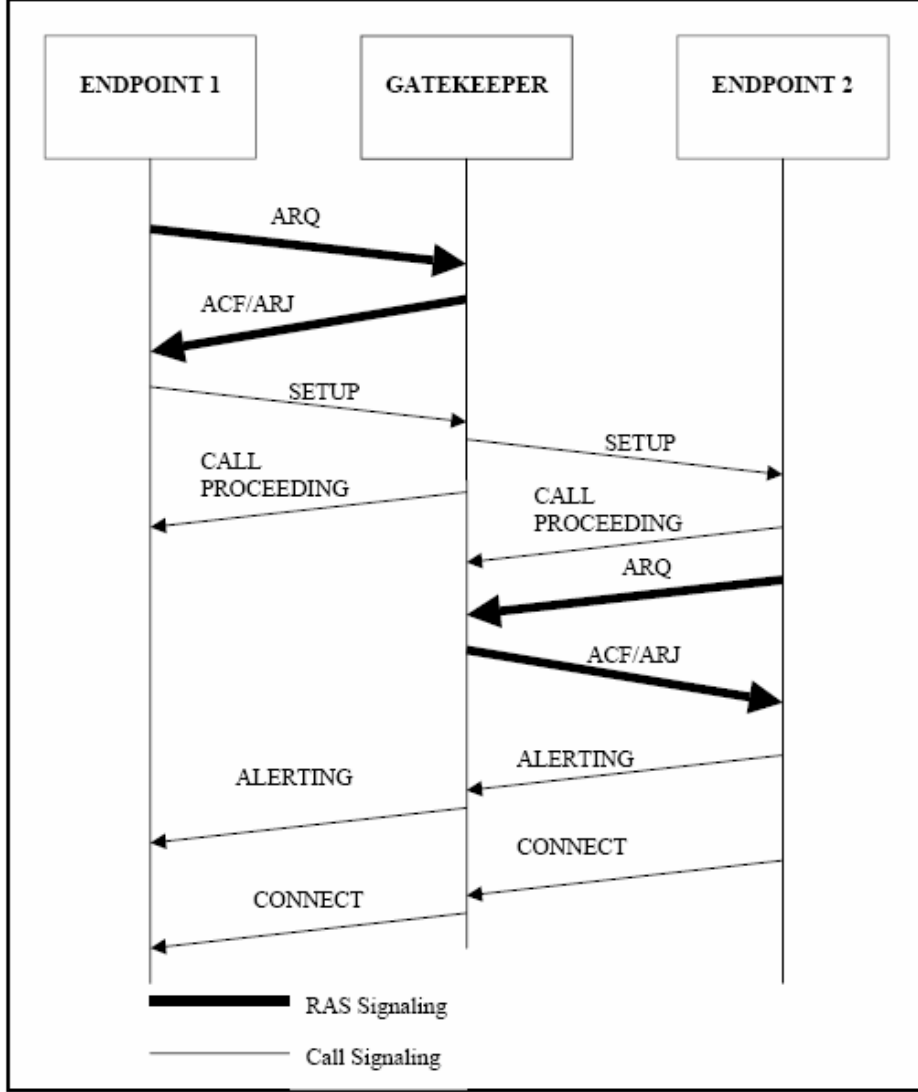 ENDPOINT 1
GATEKEEPER
ENDPOINT 2
ARQ
ACF/ARJ
SETUP
SETUP
CALL
PROCEEDING
CALL
PROCEEDING
ARQ
ACF/ARJ
ALERTING
ALERTING
CONNECT
CONNECT
RAS Signaling
Call Signaling